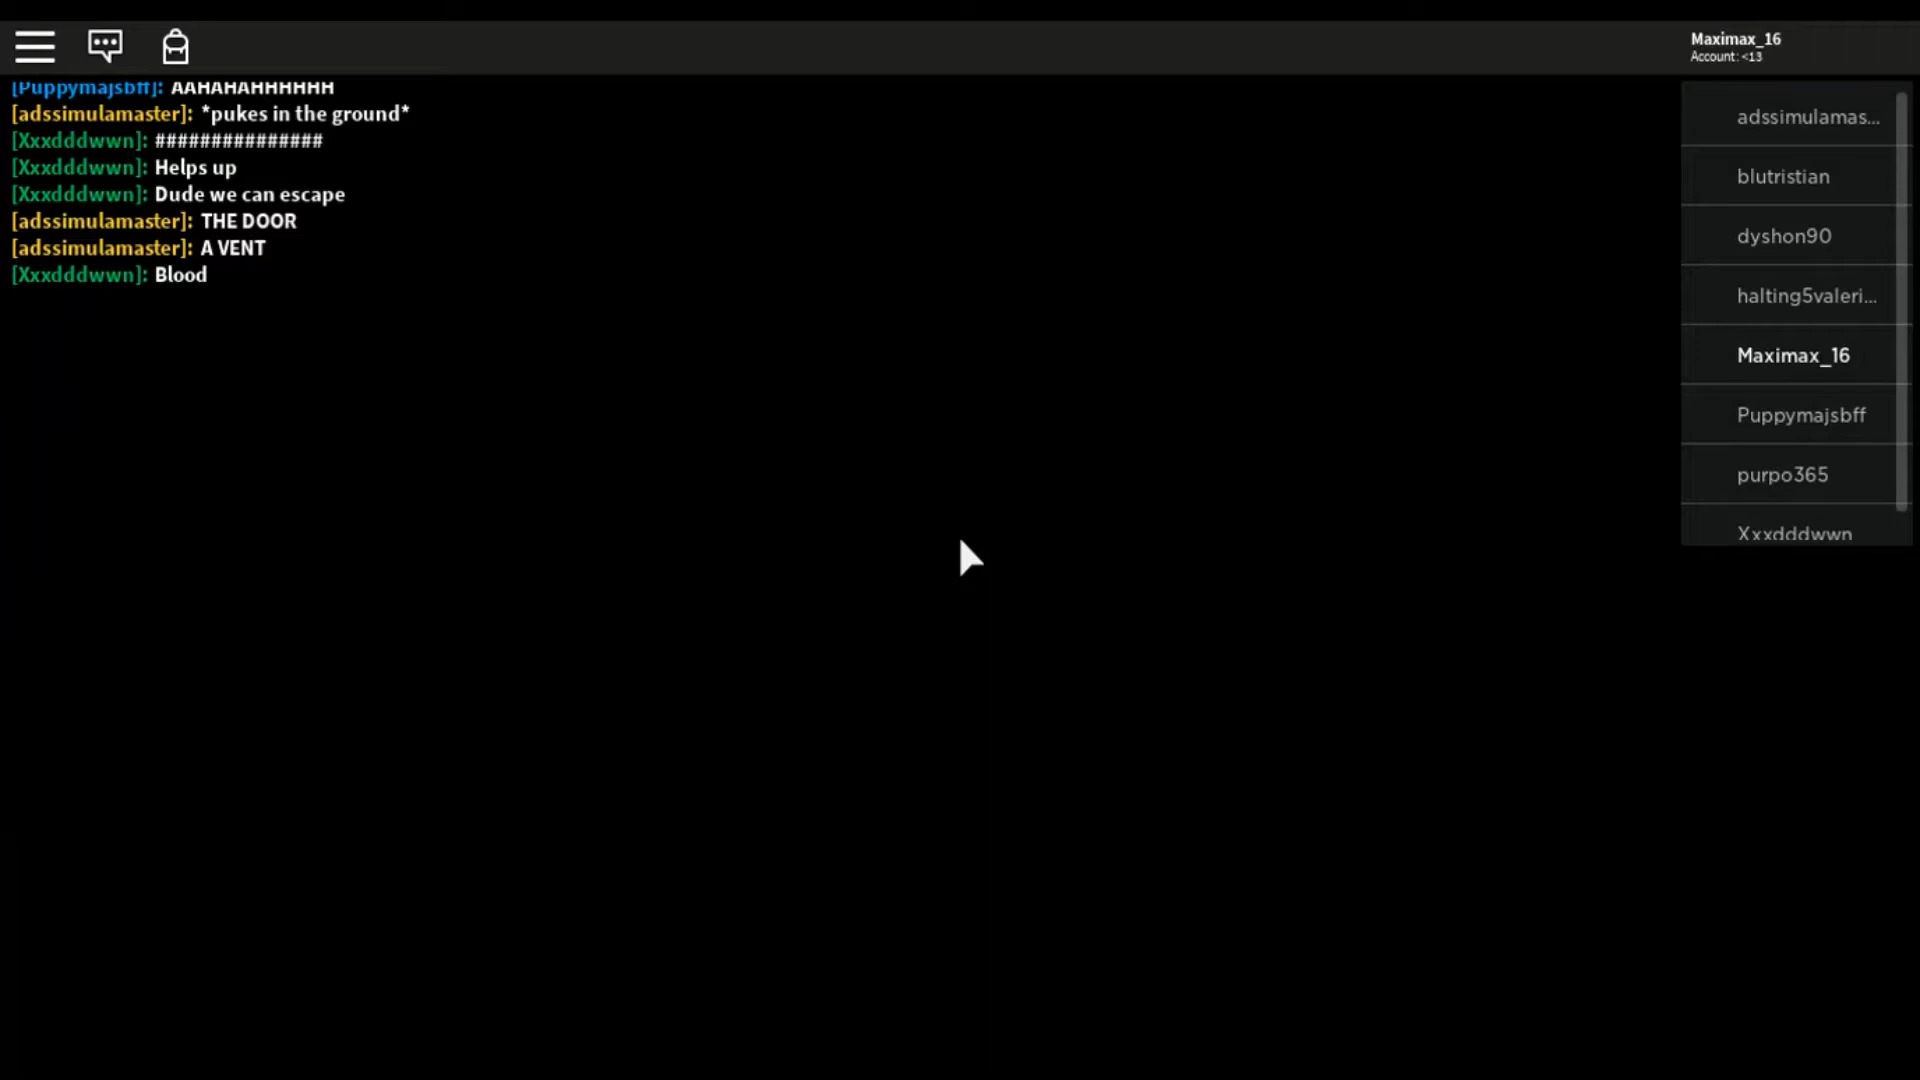 Maximax_16
Account: <13
[Puppymajsbff]: AAHAHAHHHHHH
[adssimulamaster]: *pukes in the ground*
[Xxxdddwwn]: ###############
[Xxxdddwwn]: Helps up
[Xxxdddwwn]: Dude we can escape
[adssimulamaster]: THE DOOR
[adssimulamaster]: A VENT
[Xxxdddwwn]: Blood
adssimulamas...
blutristian
dyshon90
halting5valeri...
Maximax_16
Puppymajsbff
purpo365
Xxxdddwwn